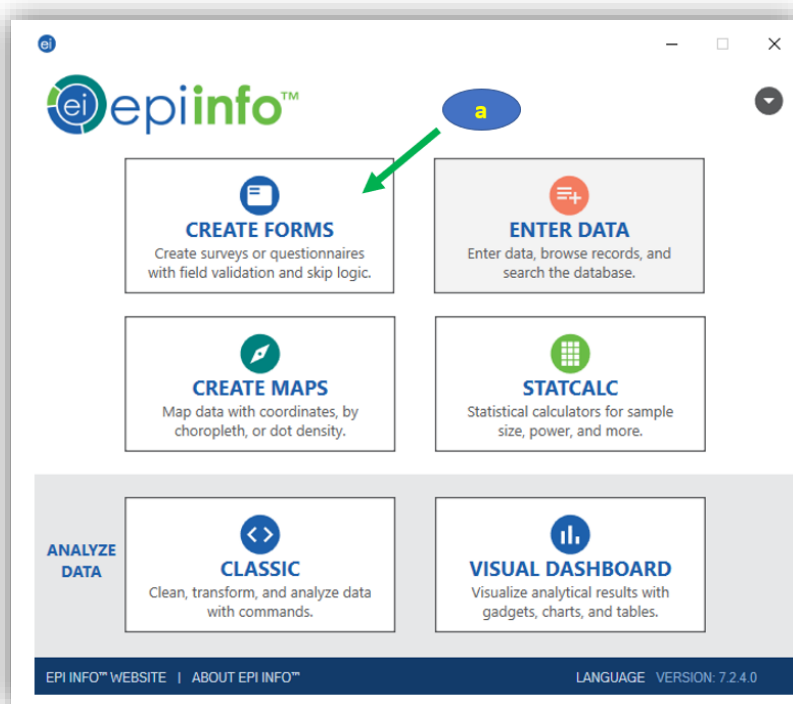 ei
ei epiinfo™
a
CREATE FORMS
Create surveys or questionnaires
with field validation and skip logic.
ENTER DATA
Enter data, browse records, and
search the database.
CREATE MAPS
Map data with coordinates, by
choropleth, or dot density.
STATCALC
Statistical calculators for sample
size, power, and more.
ANALYZE
DATA
CLASSIC
Clean, transform, and analyze data
with commands.
VISUAL DASHBOARD
Visualize analytical results with
gadgets, charts, and tables.
EPI INFO™ WEBSITE | ABOUT EPI INFO™ LANGUAGE VERSION: 7.2.4.0